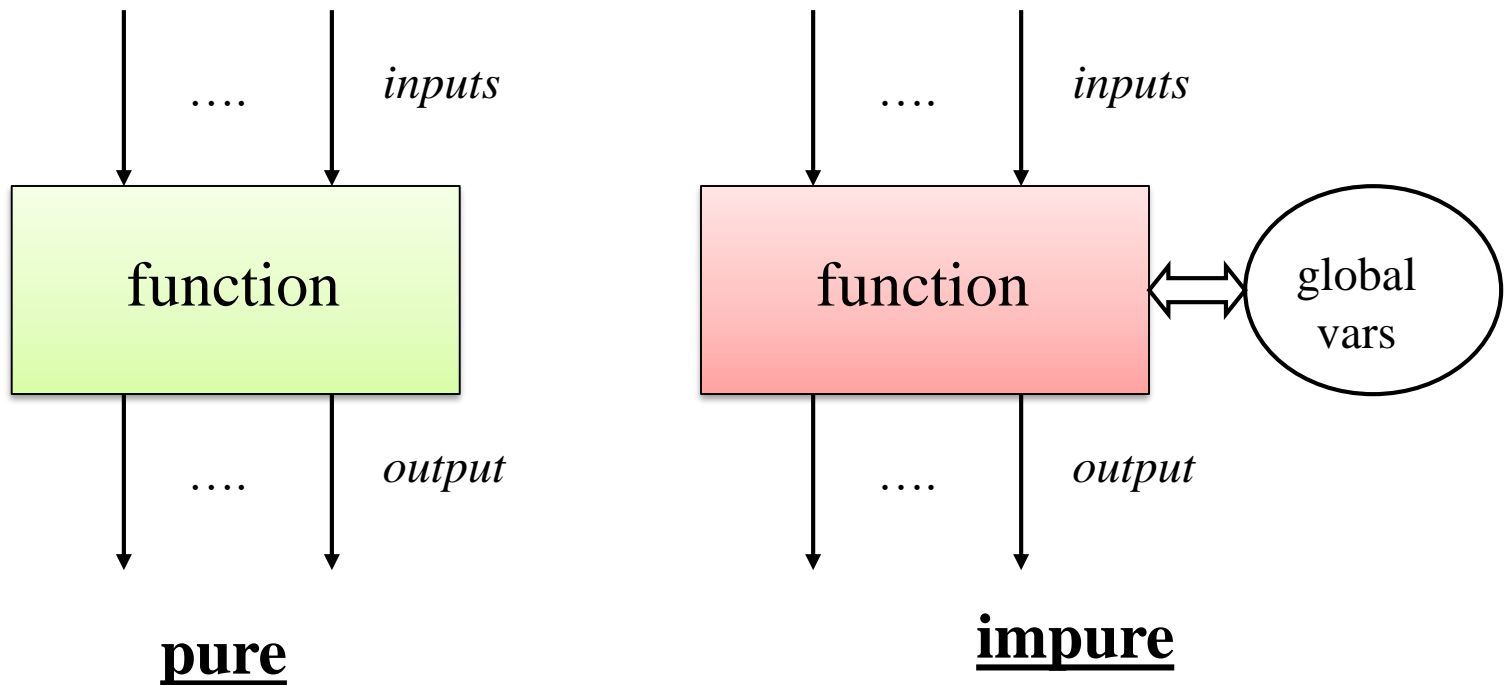 inputs
….
function
output
….
pure
inputs
….
function
global
vars
output
….
impure